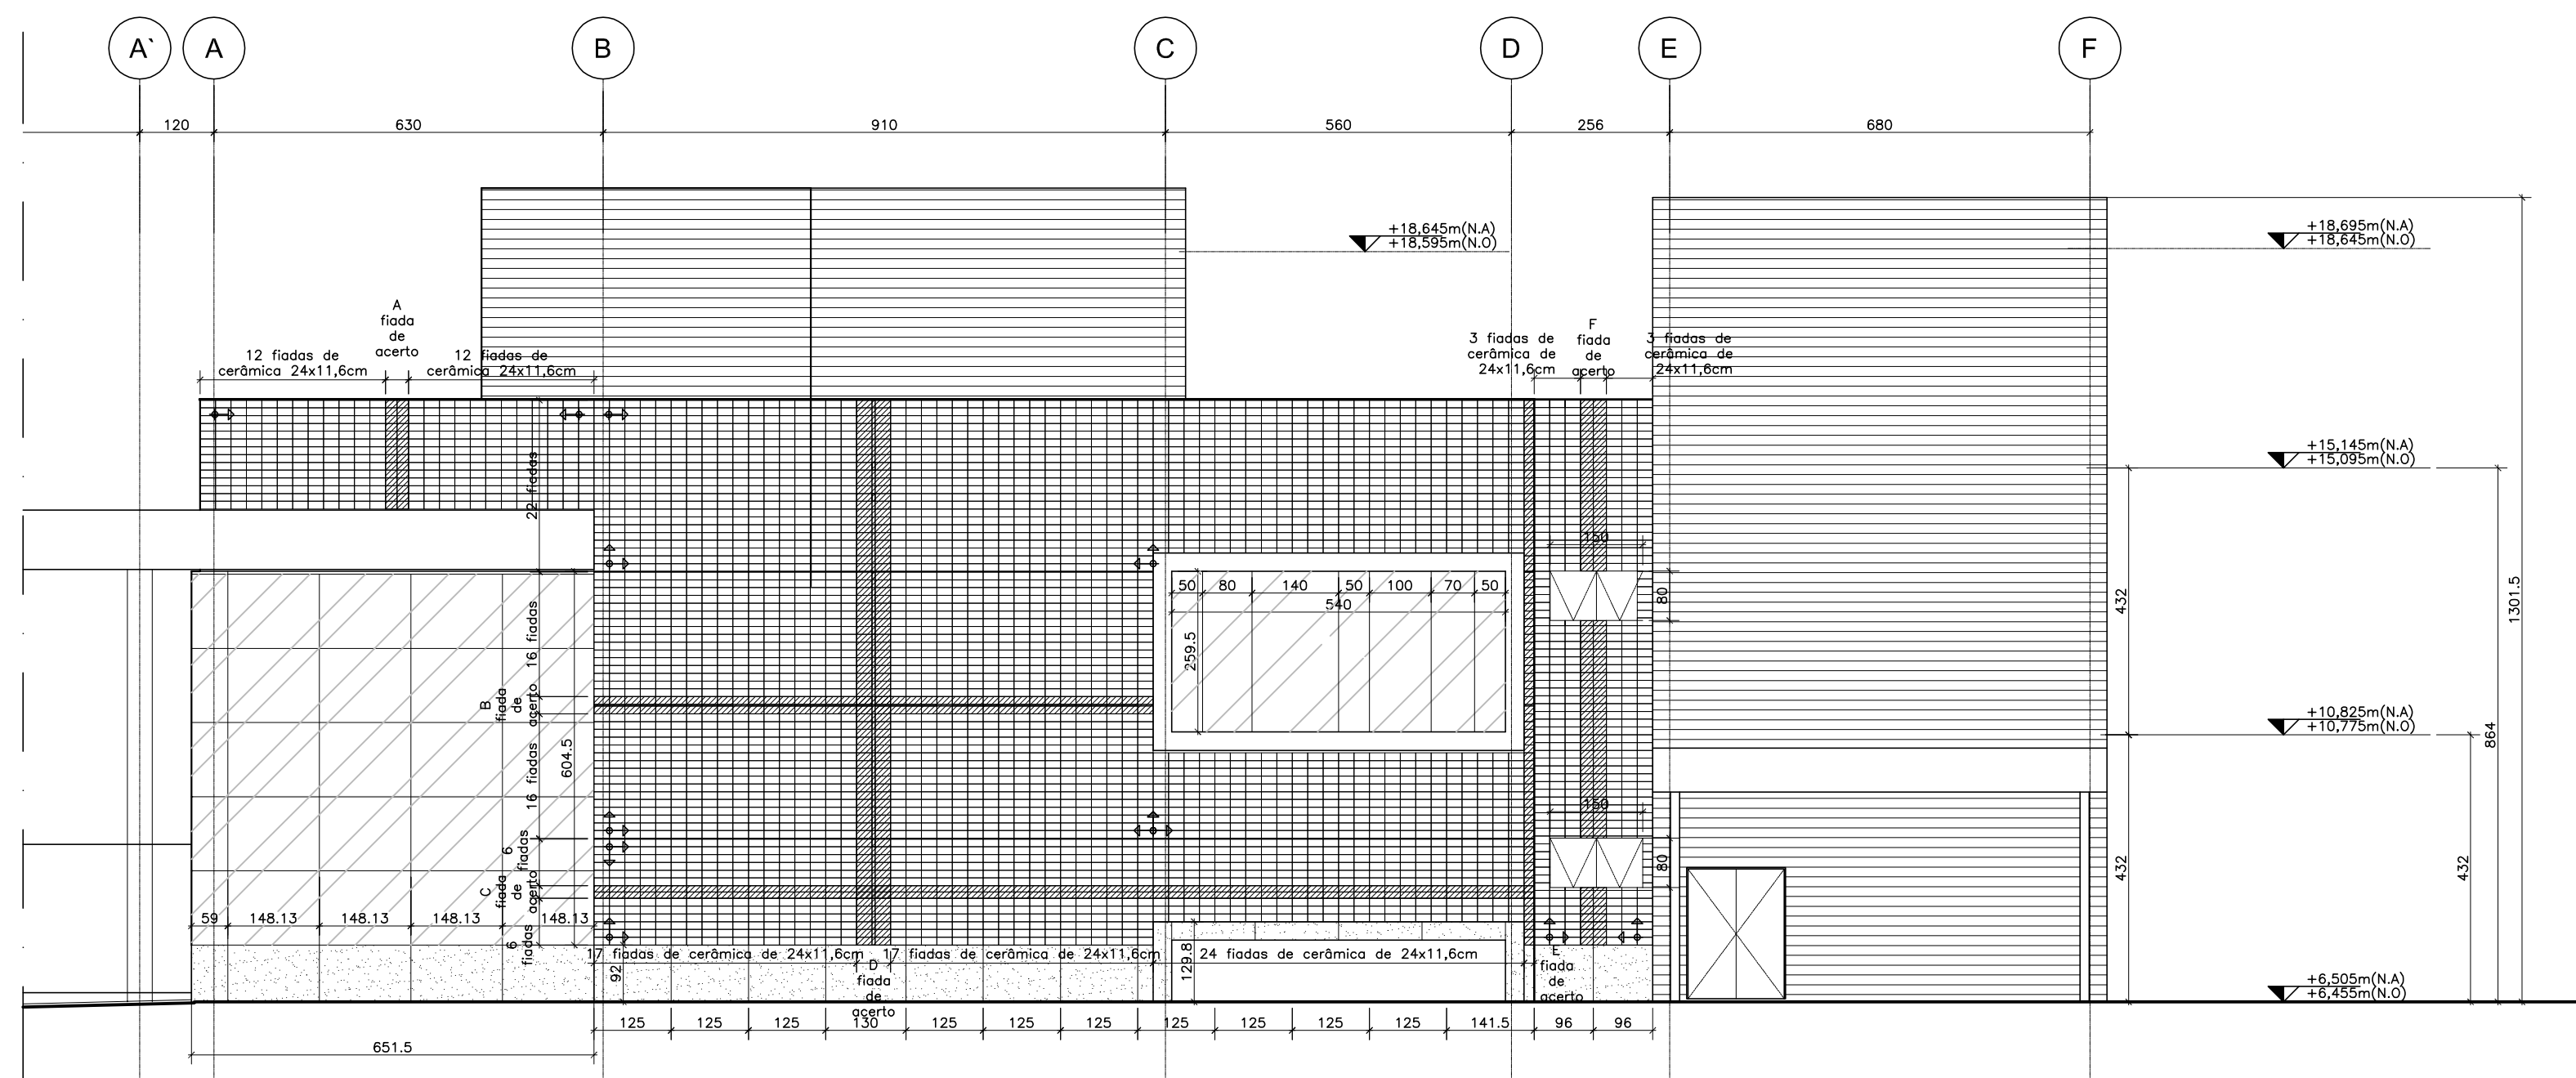 A` A B C D E F
120 630 910 560 256 680
+18,645m(N.A)
+18,595m(N.O)
+18,695m(N.A)
+18,645m(N.O)
A
fiada
de
acerto
12 fiadas de
cerâmica 24x11,6cm
12 fiadas de
cerâmica 24x11,6cm
3 fiadas de
cerâmica de
24x11,6cm
F
fiada
de
acerto
3 fiadas de
cerâmica de
24x11,6cm
22 fiadas
+15,145m(N.A)
+15,095m(N.O)
150
50 80 140 50 100 70 50
540
259.5
80
432
1301.5
16 fiadas
B
fiada
de
acerto
16 fiadas
604.5
+10,825m(N.A)
+10,775m(N.O)
864
150
80
432
432
6
fiadas
C
fiada
de
acerto
6
fiadas
59 148.13 148.13 148.13 148.13
17 fiadas de cerâmica de 24x11,6cm
17 fiadas de cerâmica de 24x11,6cm
24 fiadas de cerâmica de 24x11,6cm
92
129.8
D
fiada
de
acerto
E
fiada
de
acerto
+6,505m(N.A)
+6,455m(N.O)
125 125 125 130 125 125 125 125 125 125 125 141.5 96 96
651.5